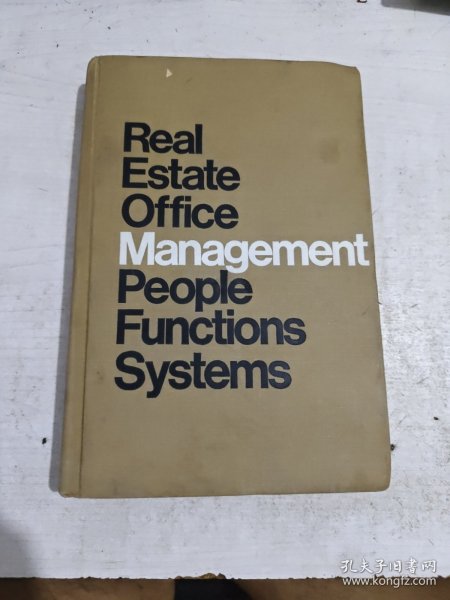 Real
Estate
Office
Management
People
Functions
Systems
孔夫子旧书网
www.kongfz.com